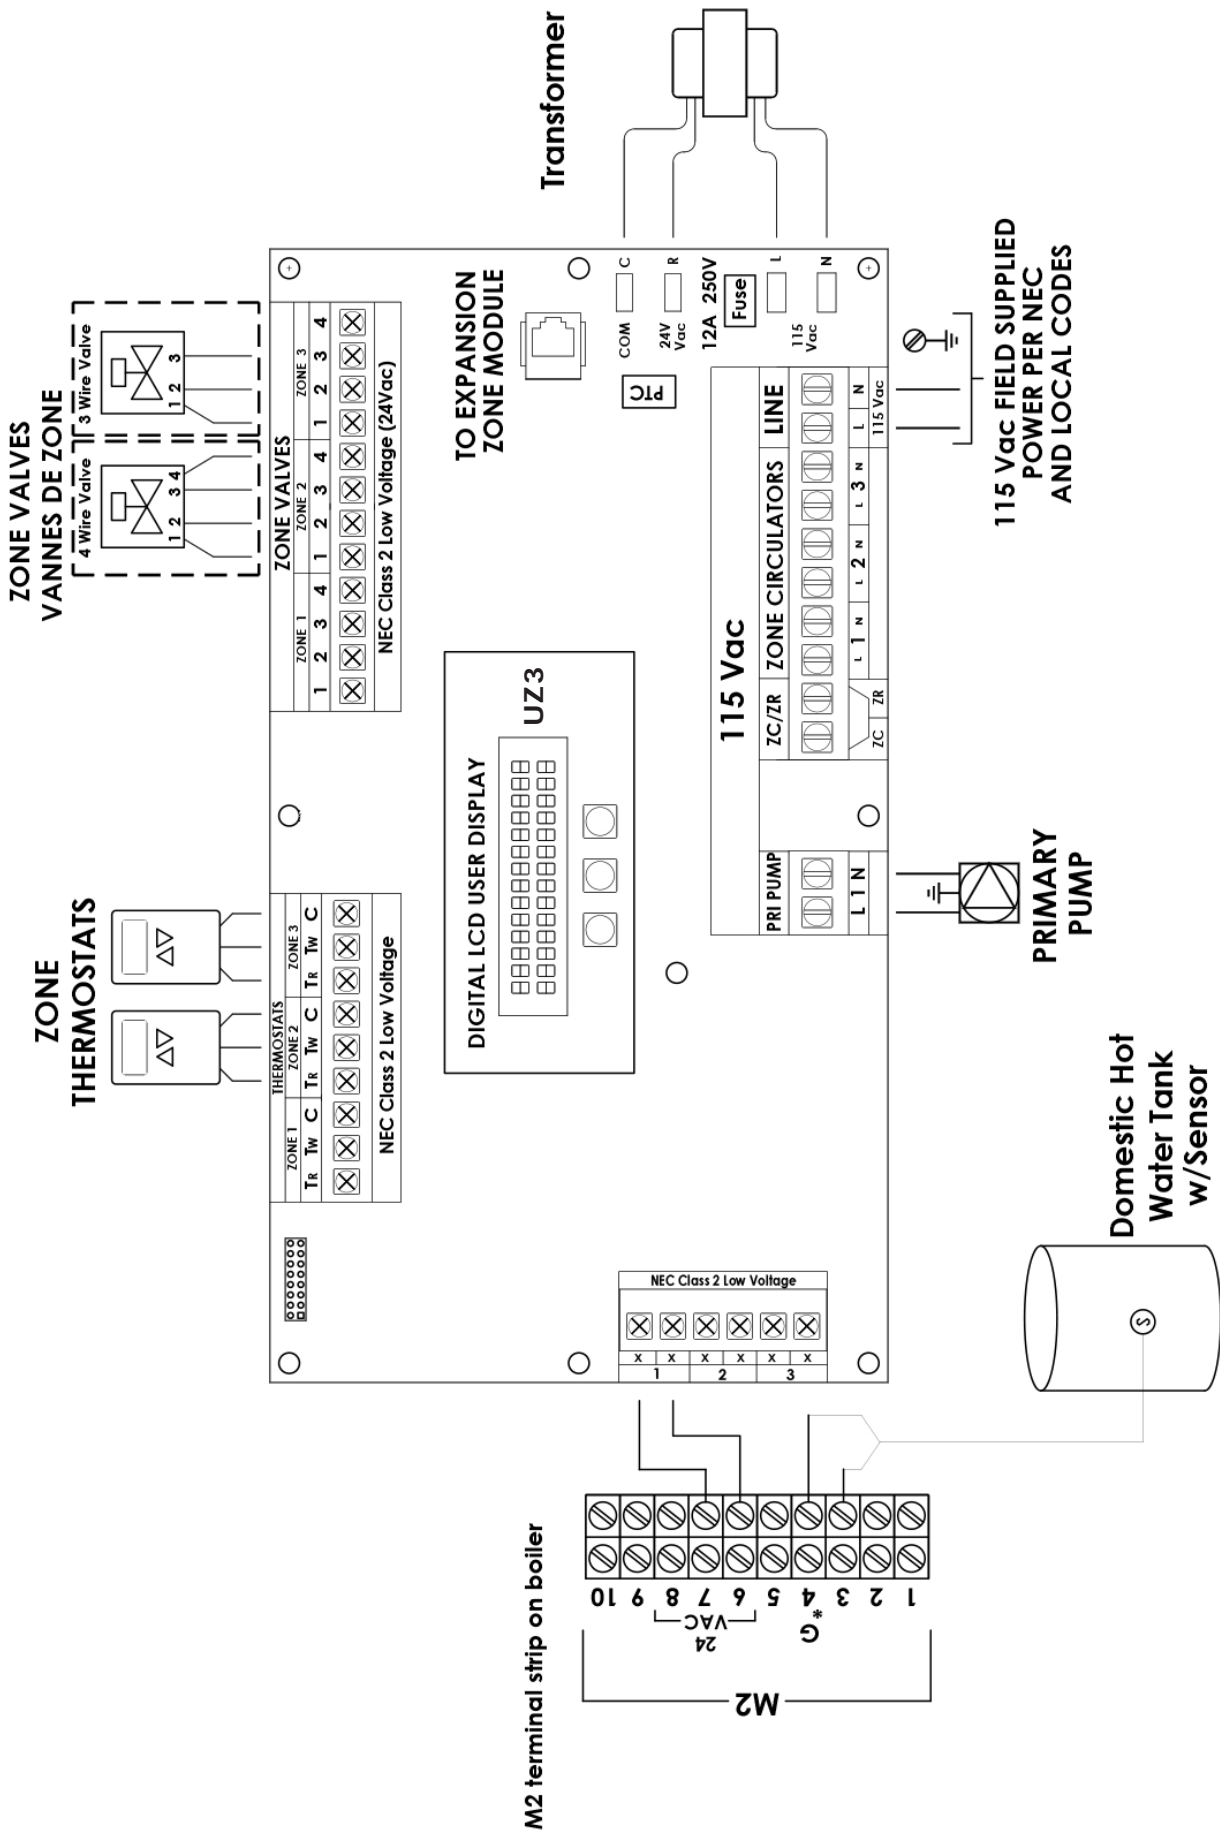 ZONE VALVES
VANNES DE ZONE
4 Wire Valve
3 Wire Valve
1 2 3 4
1 2 3
ZONE
THERMOSTATS
Transformer
THERMOSTATS
ZONE 1
ZONE 2
ZONE 3
TR TW C TR TW C TR TW C
NEC Class 2 Low Voltage
ZONE VALVES
ZONE 1
ZONE 2
ZONE 3
1 2 3 4 1 2 3 4 1 2 3 4
NEC Class 2 Low Voltage (24Vac)
TO EXPANSION
ZONE MODULE
DIGITAL LCD USER DISPLAY
UZ3
PTC
COM
C
24V
Vac
R
12A 250V
Fuse
L
115
Vac
N
115 Vac
PRI PUMP
ZC/ZR
ZONE CIRCULATORS
LINE
L 1 N
ZC
ZR
L 1 N
L 2 N
L 3 N
L
N
115 Vac
NEC Class 2 Low Voltage
X X X X X X
1 2 3
M2 terminal strip on boiler
10 9 8 7 6 5 4 3 2 1
24
VAC
G*
M2
S
Domestic Hot
Water Tank
w/Sensor
PRIMARY
PUMP
115 Vac FIELD SUPPLIED
POWER PER NEC
AND LOCAL CODES